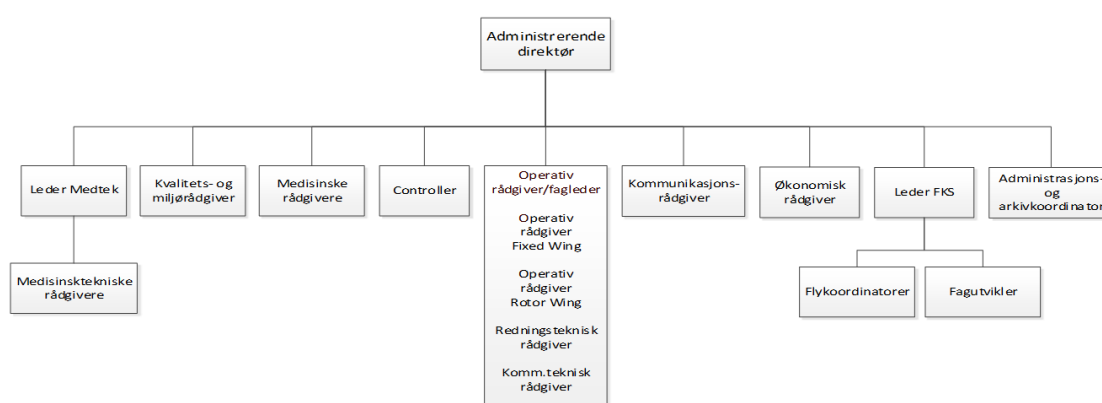 Administrerende
direktør
Leder Medtek
Kvalitets- og
miljørådgiver
Medisinske
rådgivere
Controller
Operativ
rådgiver/fagleder
Operativ
rådgiver
Fixed Wing
Operativ
rådgiver
Rotor Wing
Redningsteknisk
rådgiver
Komm.teknisk
rådgiver
Kommunikasjons-
rådgiver
Økonomisk
rådgiver
Leder FKS
Administrasjons-
og
arkivkoordinator
Medisinsktekniske
rådgivere
Flykoordinatorer
Fagutvikler